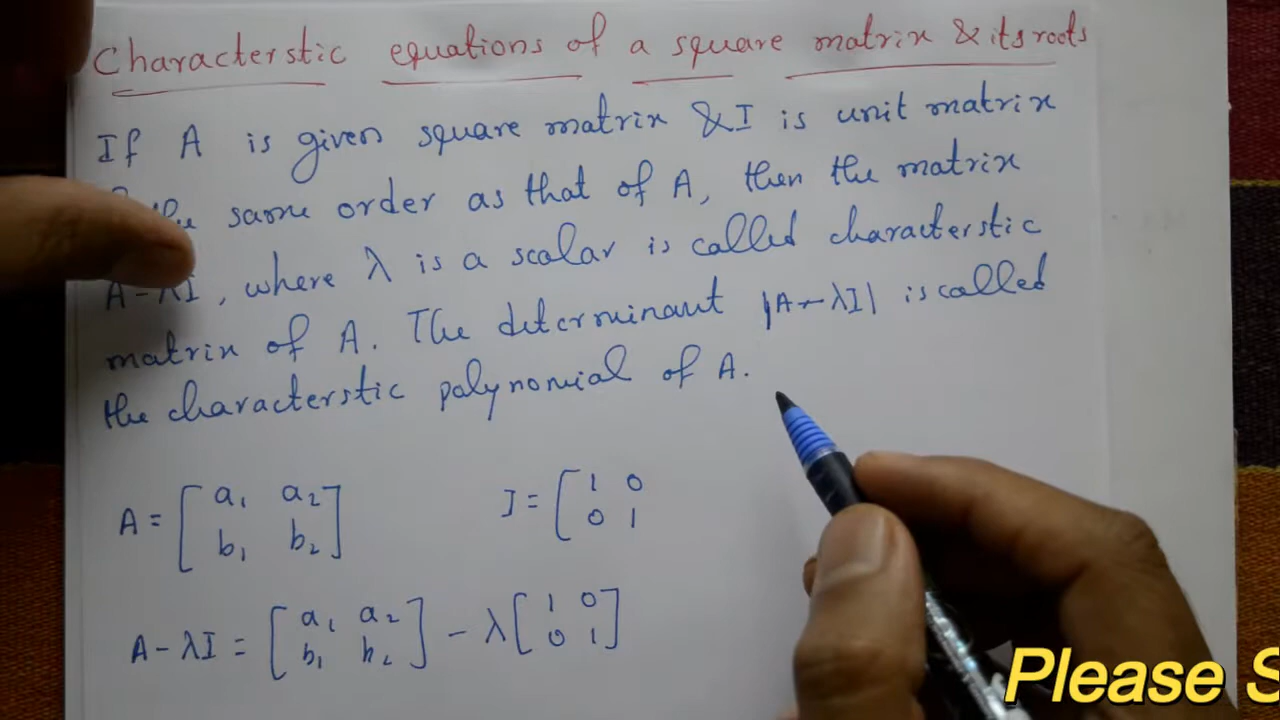 Characterstic equations of a square matrix & its roots
If A is given square matrix & I is unit matrix
same order as that of A, then the matrix
A - λI, where λ is a scalar is called characterstic
matrix of A. The determinant |A - λI| is called
the characterstic polynomial of A.
A = [ a₁ a₂
b₁ b₂ ]
I = [ 1 0
0 1
A - λI = [ a₁ a₂
b₁ b₂ ] - λ [ 1 0
0 1 ]
Please S